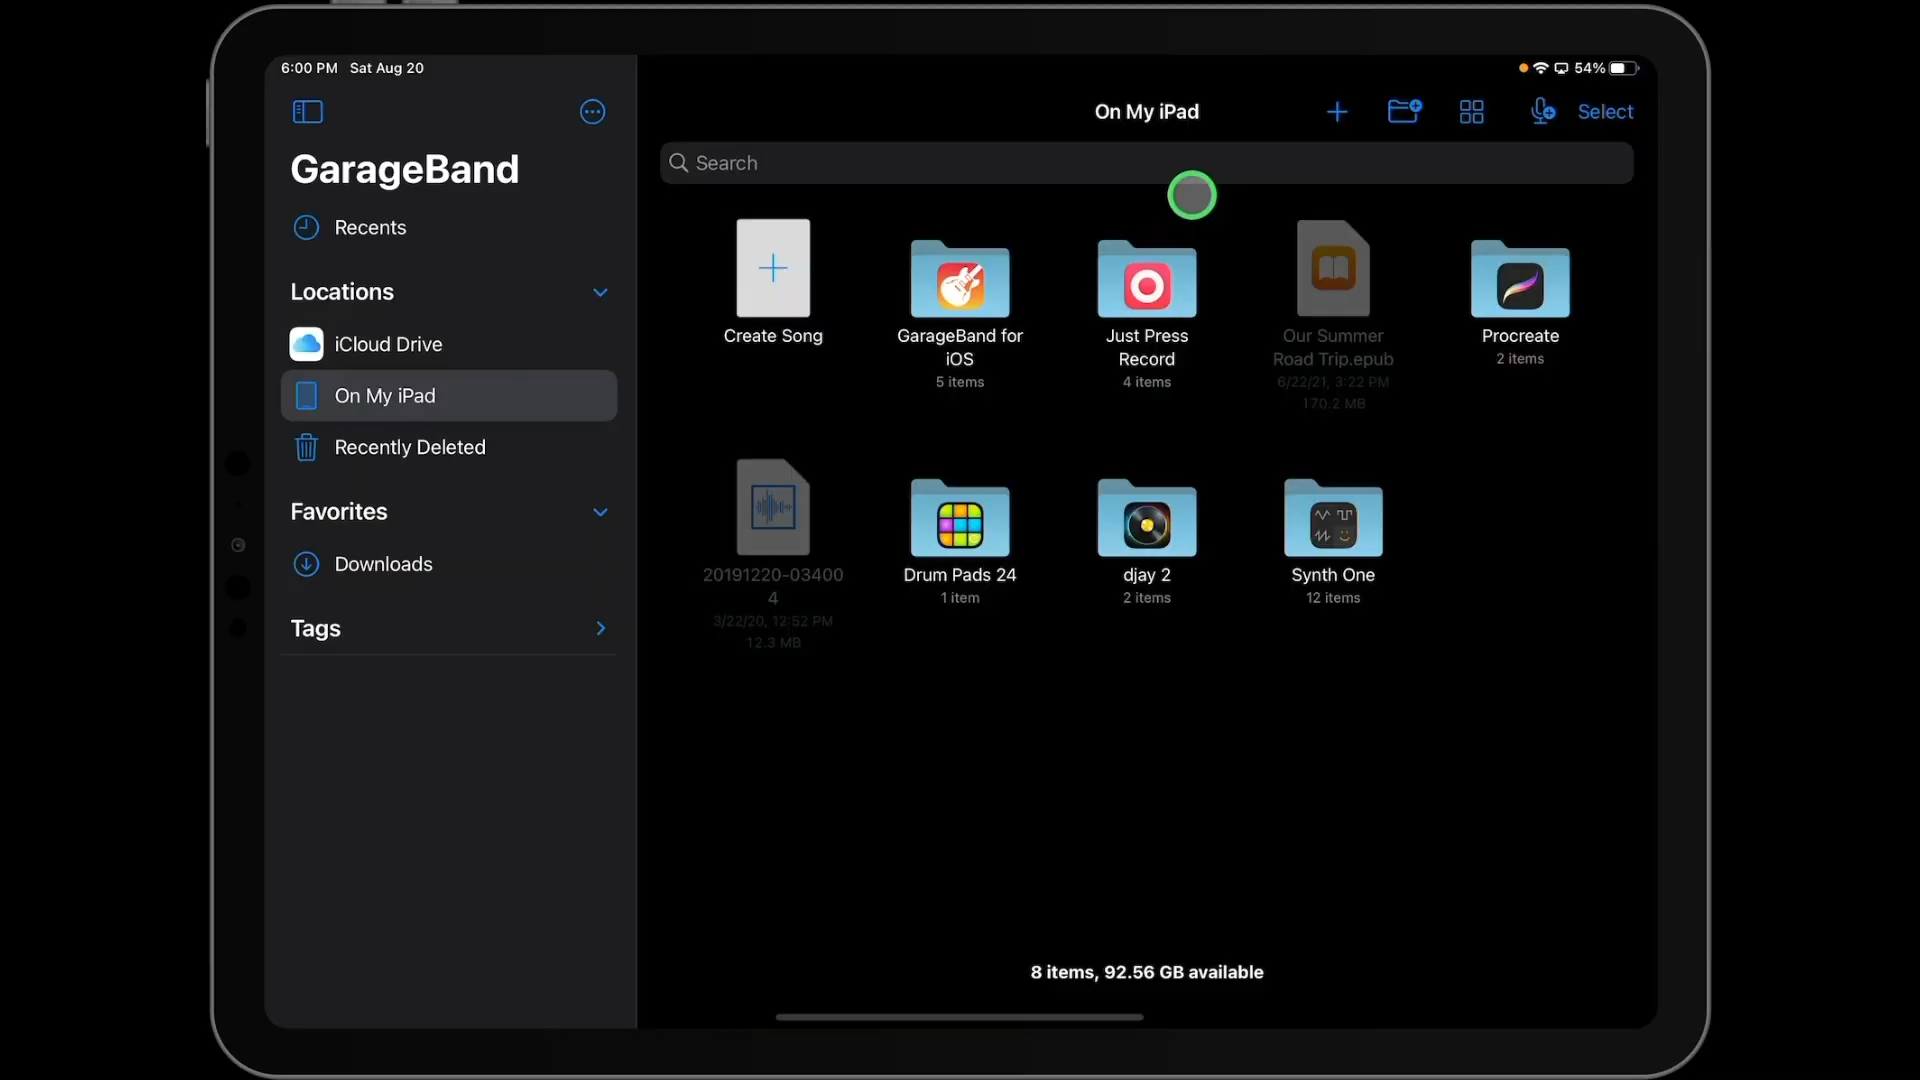 6:00 PM Sat Aug 20
54%
GarageBand
Recents
Locations
iCloud Drive
On My iPad
Recently Deleted
Favorites
Downloads
Tags
On My iPad
Select
Search
Create Song
GarageBand for
iOS
5 items
Just Press
Record
4 items
Our Summer
Road Trip.epub
6/22/21, 3:22 PM
170.2 MB
Procreate
2 items
20191220-03400
4
3/22/20, 12:52 PM
12.3 MB
Drum Pads 24
1 item
djay 2
2 items
Synth One
12 items
8 items, 92.56 GB available